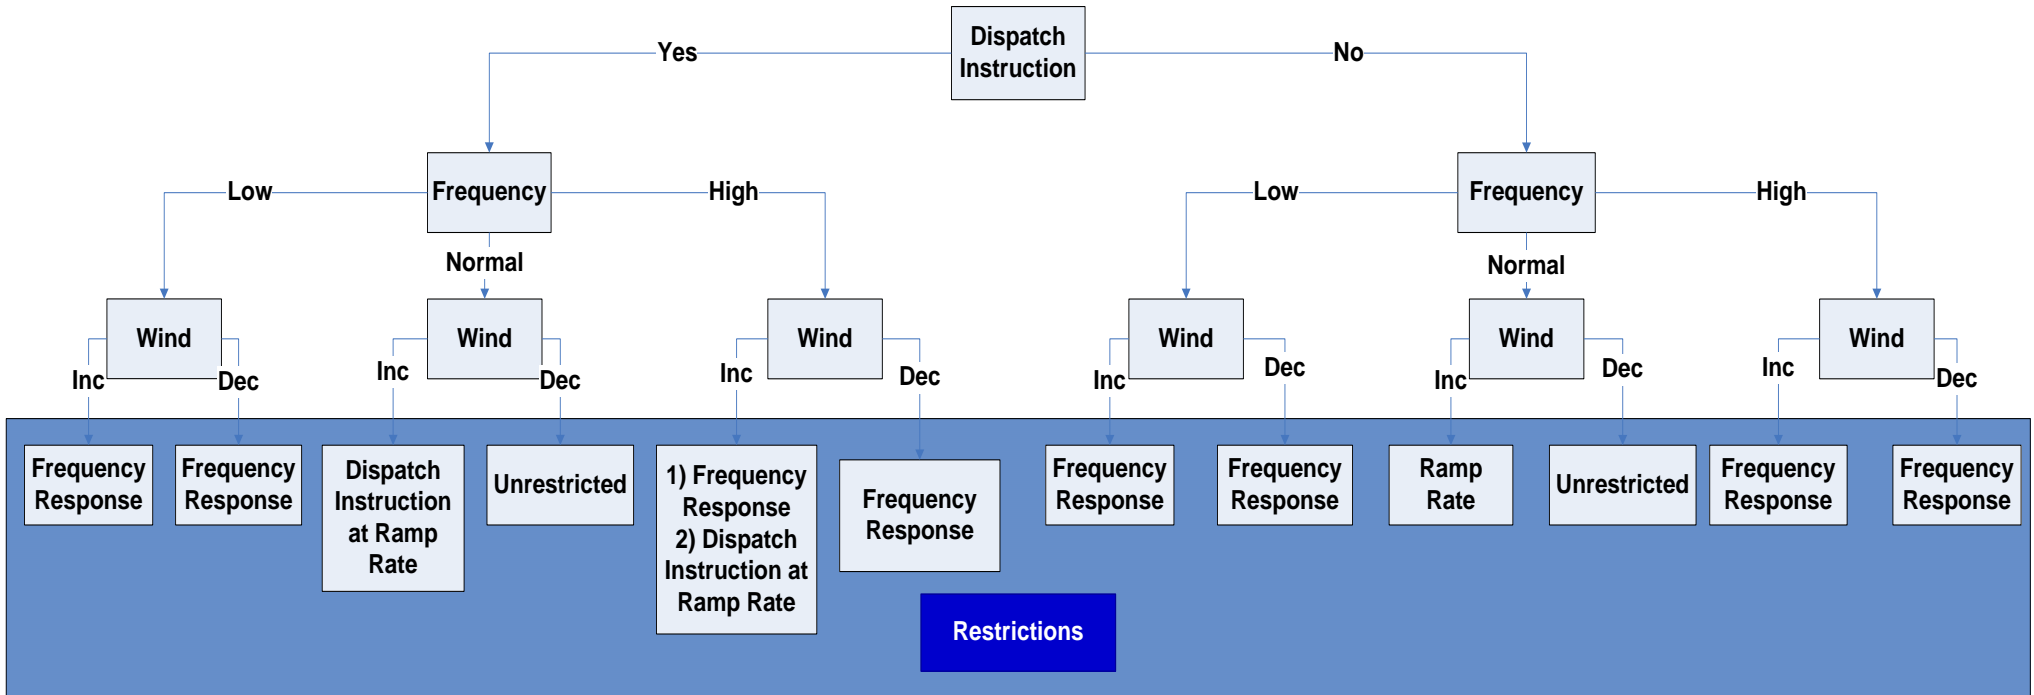 Dispatch
Instruction
Yes
No
Frequency
Frequency
Low
High
Low
High
Normal
Normal
Wind
Wind
Wind
Wind
Wind
Wind
Inc
Dec
Inc
Dec
Inc
Dec
Inc
Dec
Inc
Dec
Inc
Dec
Frequency
Response
Frequency
Response
Dispatch
Instruction
at Ramp
Rate
Unrestricted
1) Frequency
Response
2) Dispatch
Instruction at
Ramp Rate
Frequency
Response
Frequency
Response
Frequency
Response
Ramp
Rate
Unrestricted
Frequency
Response
Frequency
Response
Restrictions